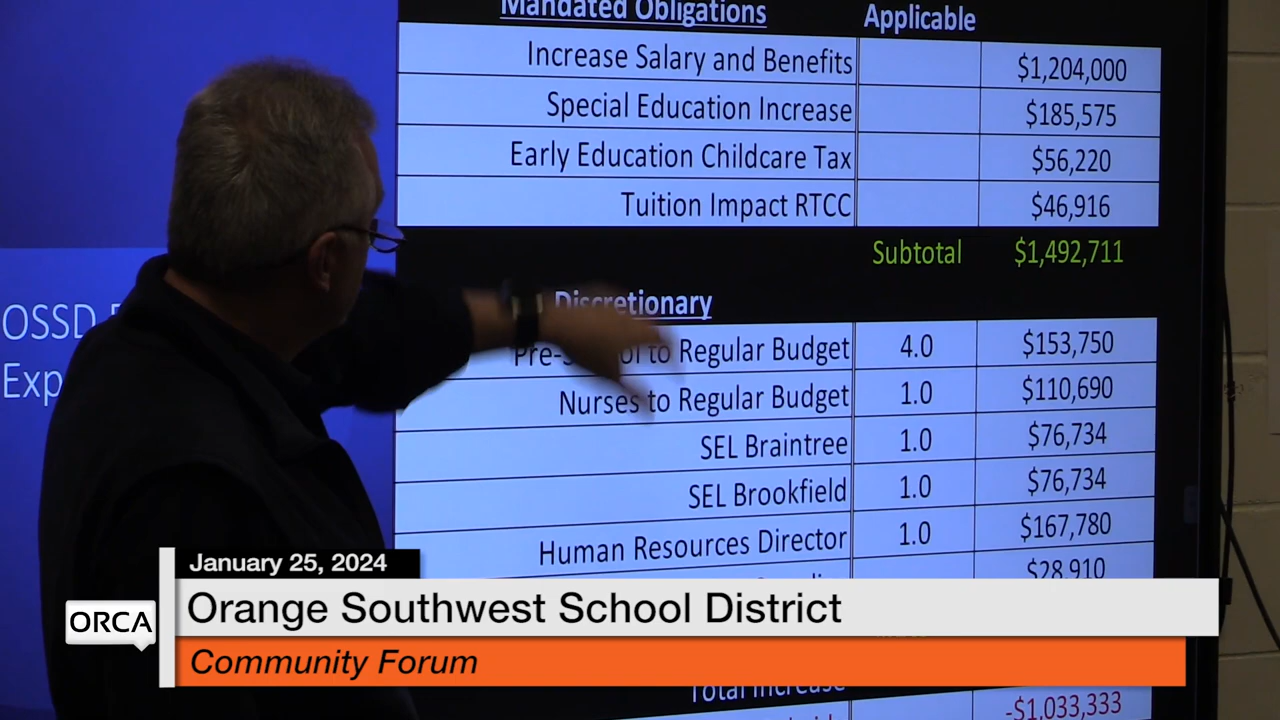 Mandated Obligations Applicable
Increase Salary and Benefits $1,204,000
Special Education Increase $185,575
Early Education Childcare Tax $56,220
Tuition Impact RTCC $46,916
Subtotal $1,492,711
Discretionary
to Regular Budget 4.0 $153,750
Nurses to Regular Budget 1.0 $110,690
SEL Braintree 1.0 $76,734
SEL Brookfield 1.0 $76,734
Human Resources Director 1.0 $167,780
$28,910
Total Increase
-$1,033,333
OSSD
Exp
January 25, 2024
ORCA
Orange Southwest School District
Community Forum